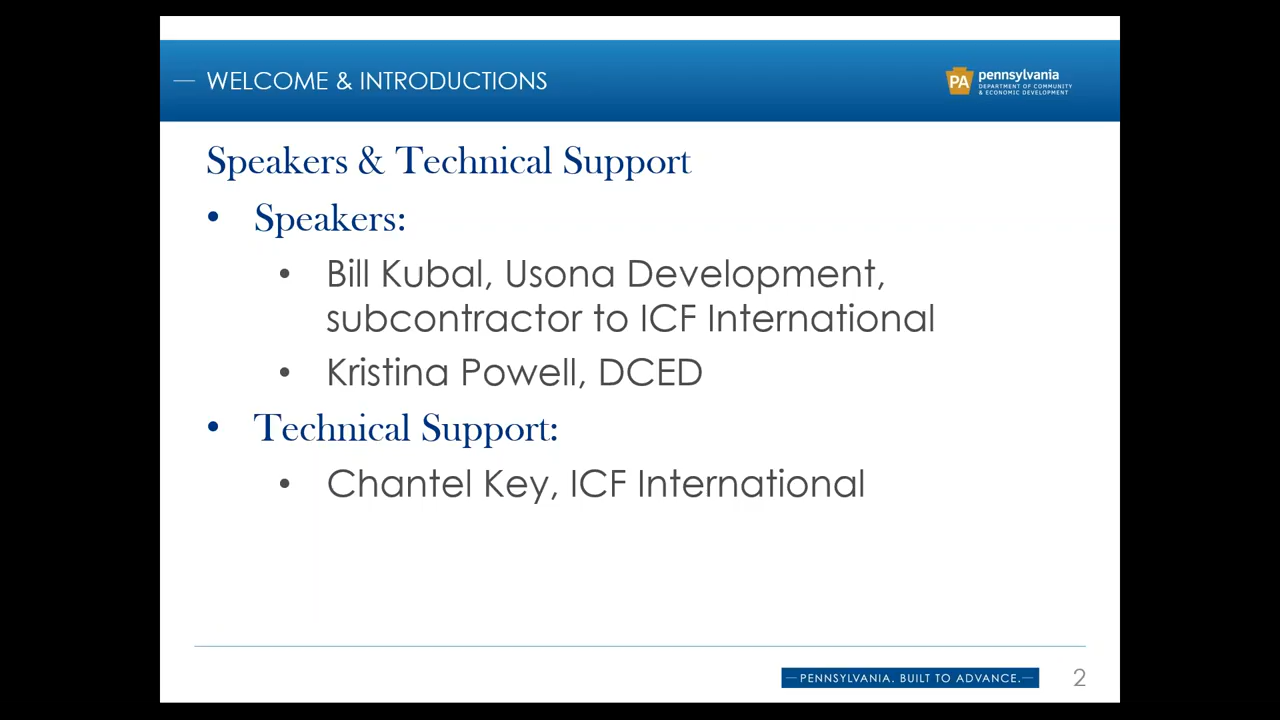 WELCOME & INTRODUCTIONS
PA
pennsylvania
DEPARTMENT OF COMMUNITY
& ECONOMIC DEVELOPMENT
Speakers & Technical Support
• Speakers:
• Bill Kubal, Usona Development,
subcontractor to ICF International
• Kristina Powell, DCED
• Technical Support:
• Chantel Key, ICF International
PENNSYLVANIA. BUILT TO ADVANCE.
2